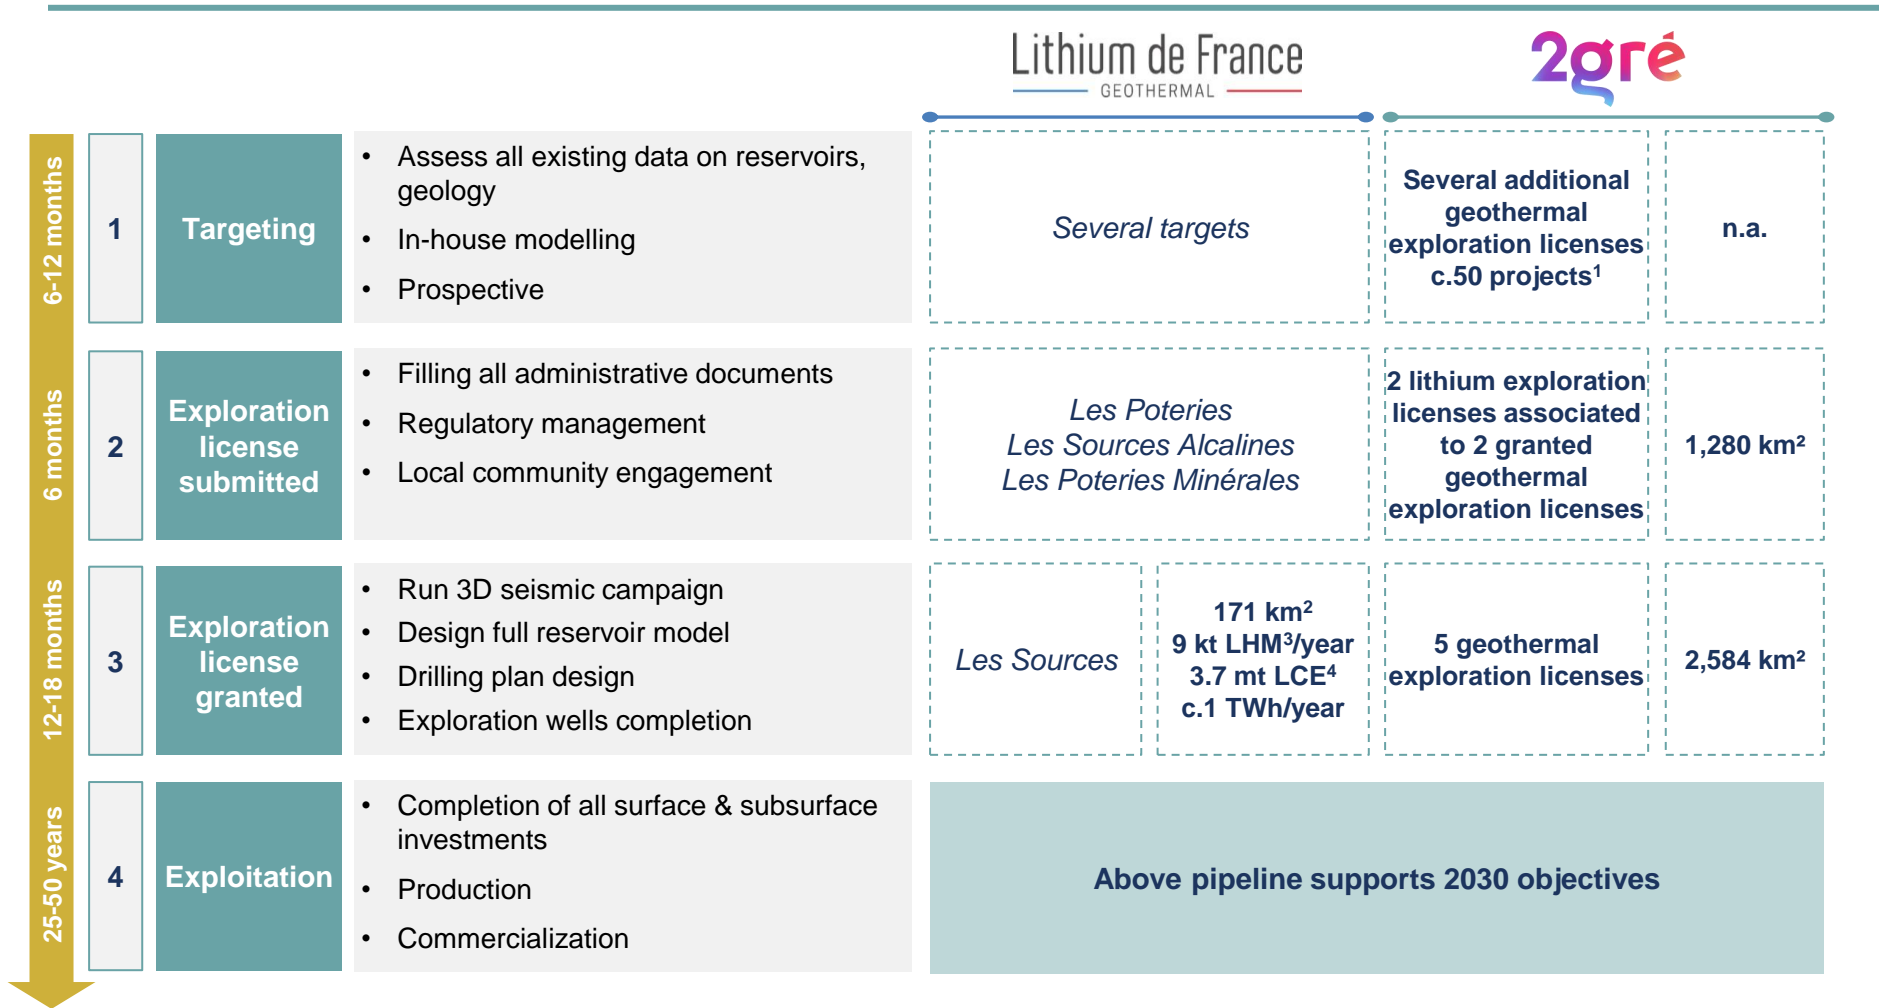 Lithium de France
GEOTHERMAL
2gré
6-12 months
1
Targeting
• Assess all existing data on reservoirs,
geology
• In-house modelling
• Prospective
Several targets
Several additional
geothermal
exploration licenses
c.50 projects¹
n.a.
6 months
2
Exploration
license
submitted
• Filling all administrative documents
• Regulatory management
• Local community engagement
Les Poteries
Les Sources Alcalines
Les Poteries Minérales
2 lithium exploration
licenses associated
to 2 granted
geothermal
exploration licenses
1,280 km²
12-18 months
3
Exploration
license
granted
• Run 3D seismic campaign
• Design full reservoir model
• Drilling plan design
• Exploration wells completion
Les Sources
171 km²
9 kt LHM³/year
3.7 mt LCE⁴
c.1 TWh/year
5 geothermal
exploration licenses
2,584 km²
25-50 years
4
Exploitation
• Completion of all surface & subsurface
investments
• Production
• Commercialization
Above pipeline supports 2030 objectives